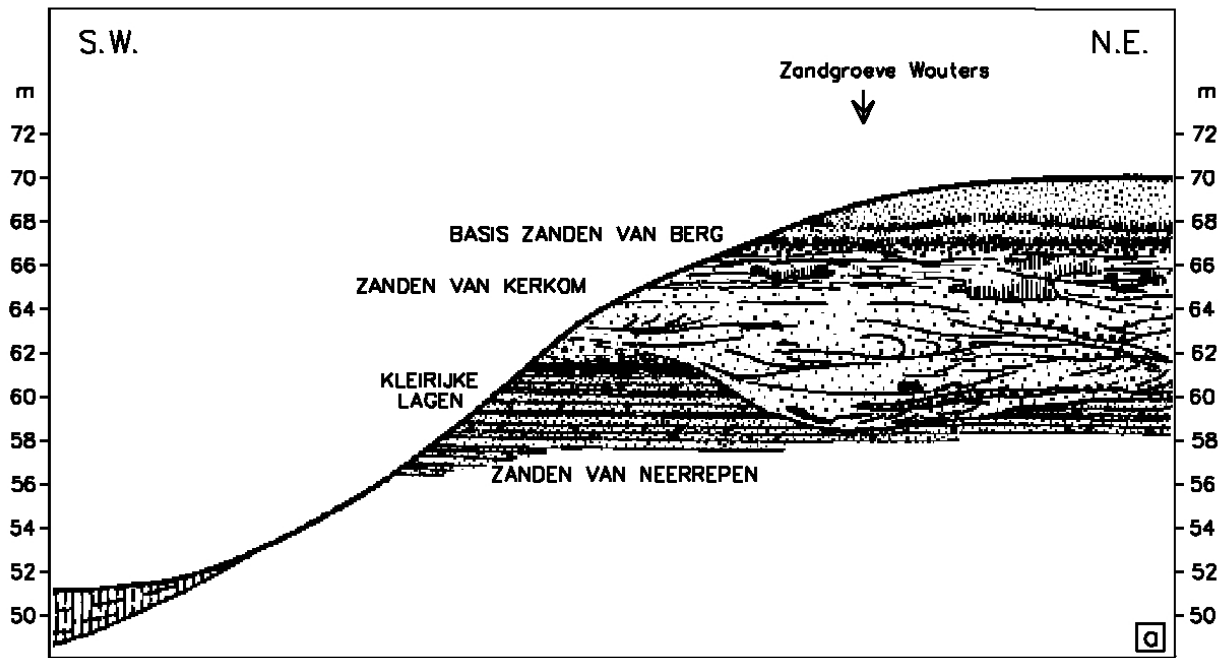 S.W.
N.E.
Zandgroeve Wouters
m
m
72
72
70
70
68
68
BASIS ZANDEN VAN BERG
66
66
ZANDEN VAN KERKOM
64
64
62
62
KLEIRIJKE
LAGEN
60
60
58
58
ZANDEN VAN NEERREPEN
56
56
54
54
52
52
50
50
a